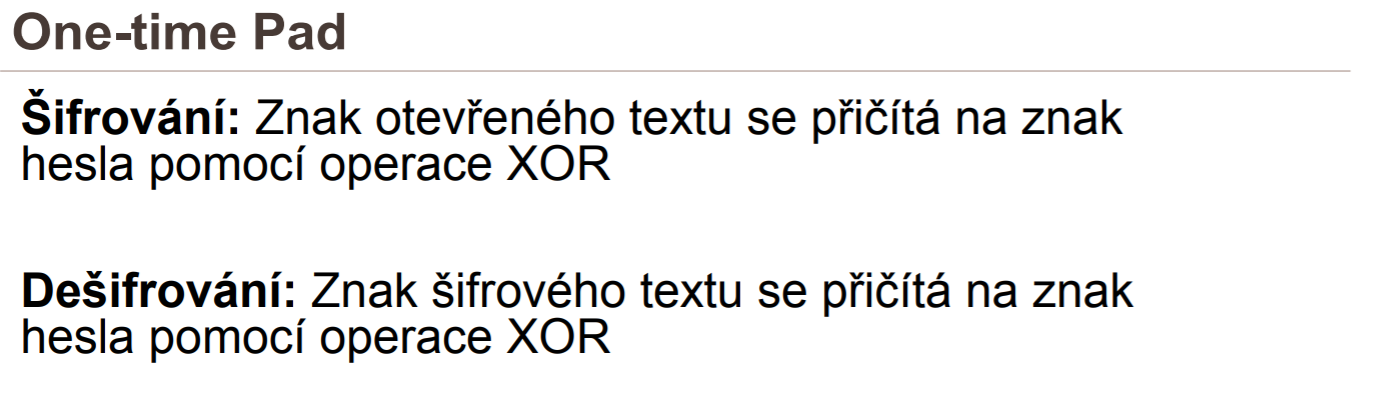 One-time Pad
Šifrování: Znak otevřeného textu se přičítá na znak
hesla pomocí operace XOR
Dešifrování: Znak šifrového textu se přičítá na znak
hesla pomocí operace XOR